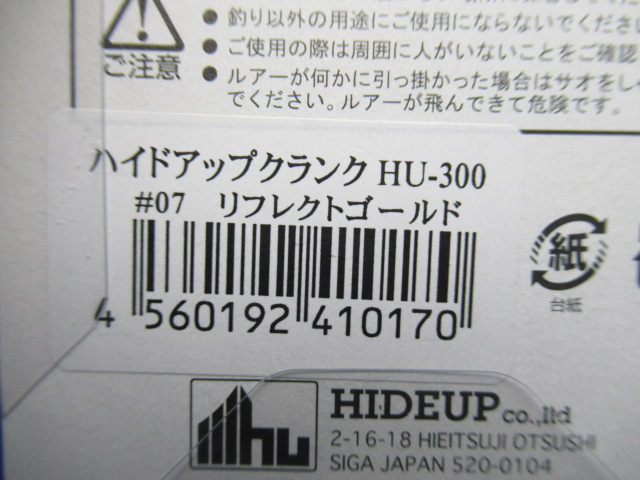 ● 釣り以外の用途にご使用にならないでくださ
● ご使用の際は周囲に人がいないことをご確認
● ルアーが何かに引っ掛かった場合はサオをし
でください。ルアーが飛んできて危険です。
ご注意
ハイドアップクランク HU-300
#07 リフレクトゴールド
4 560192 410170
紙
台紙
hu
HIDEUP co.,ltd
2-16-18 HIEITSUJI OTSUSHI
SIGA JAPAN 520-0104